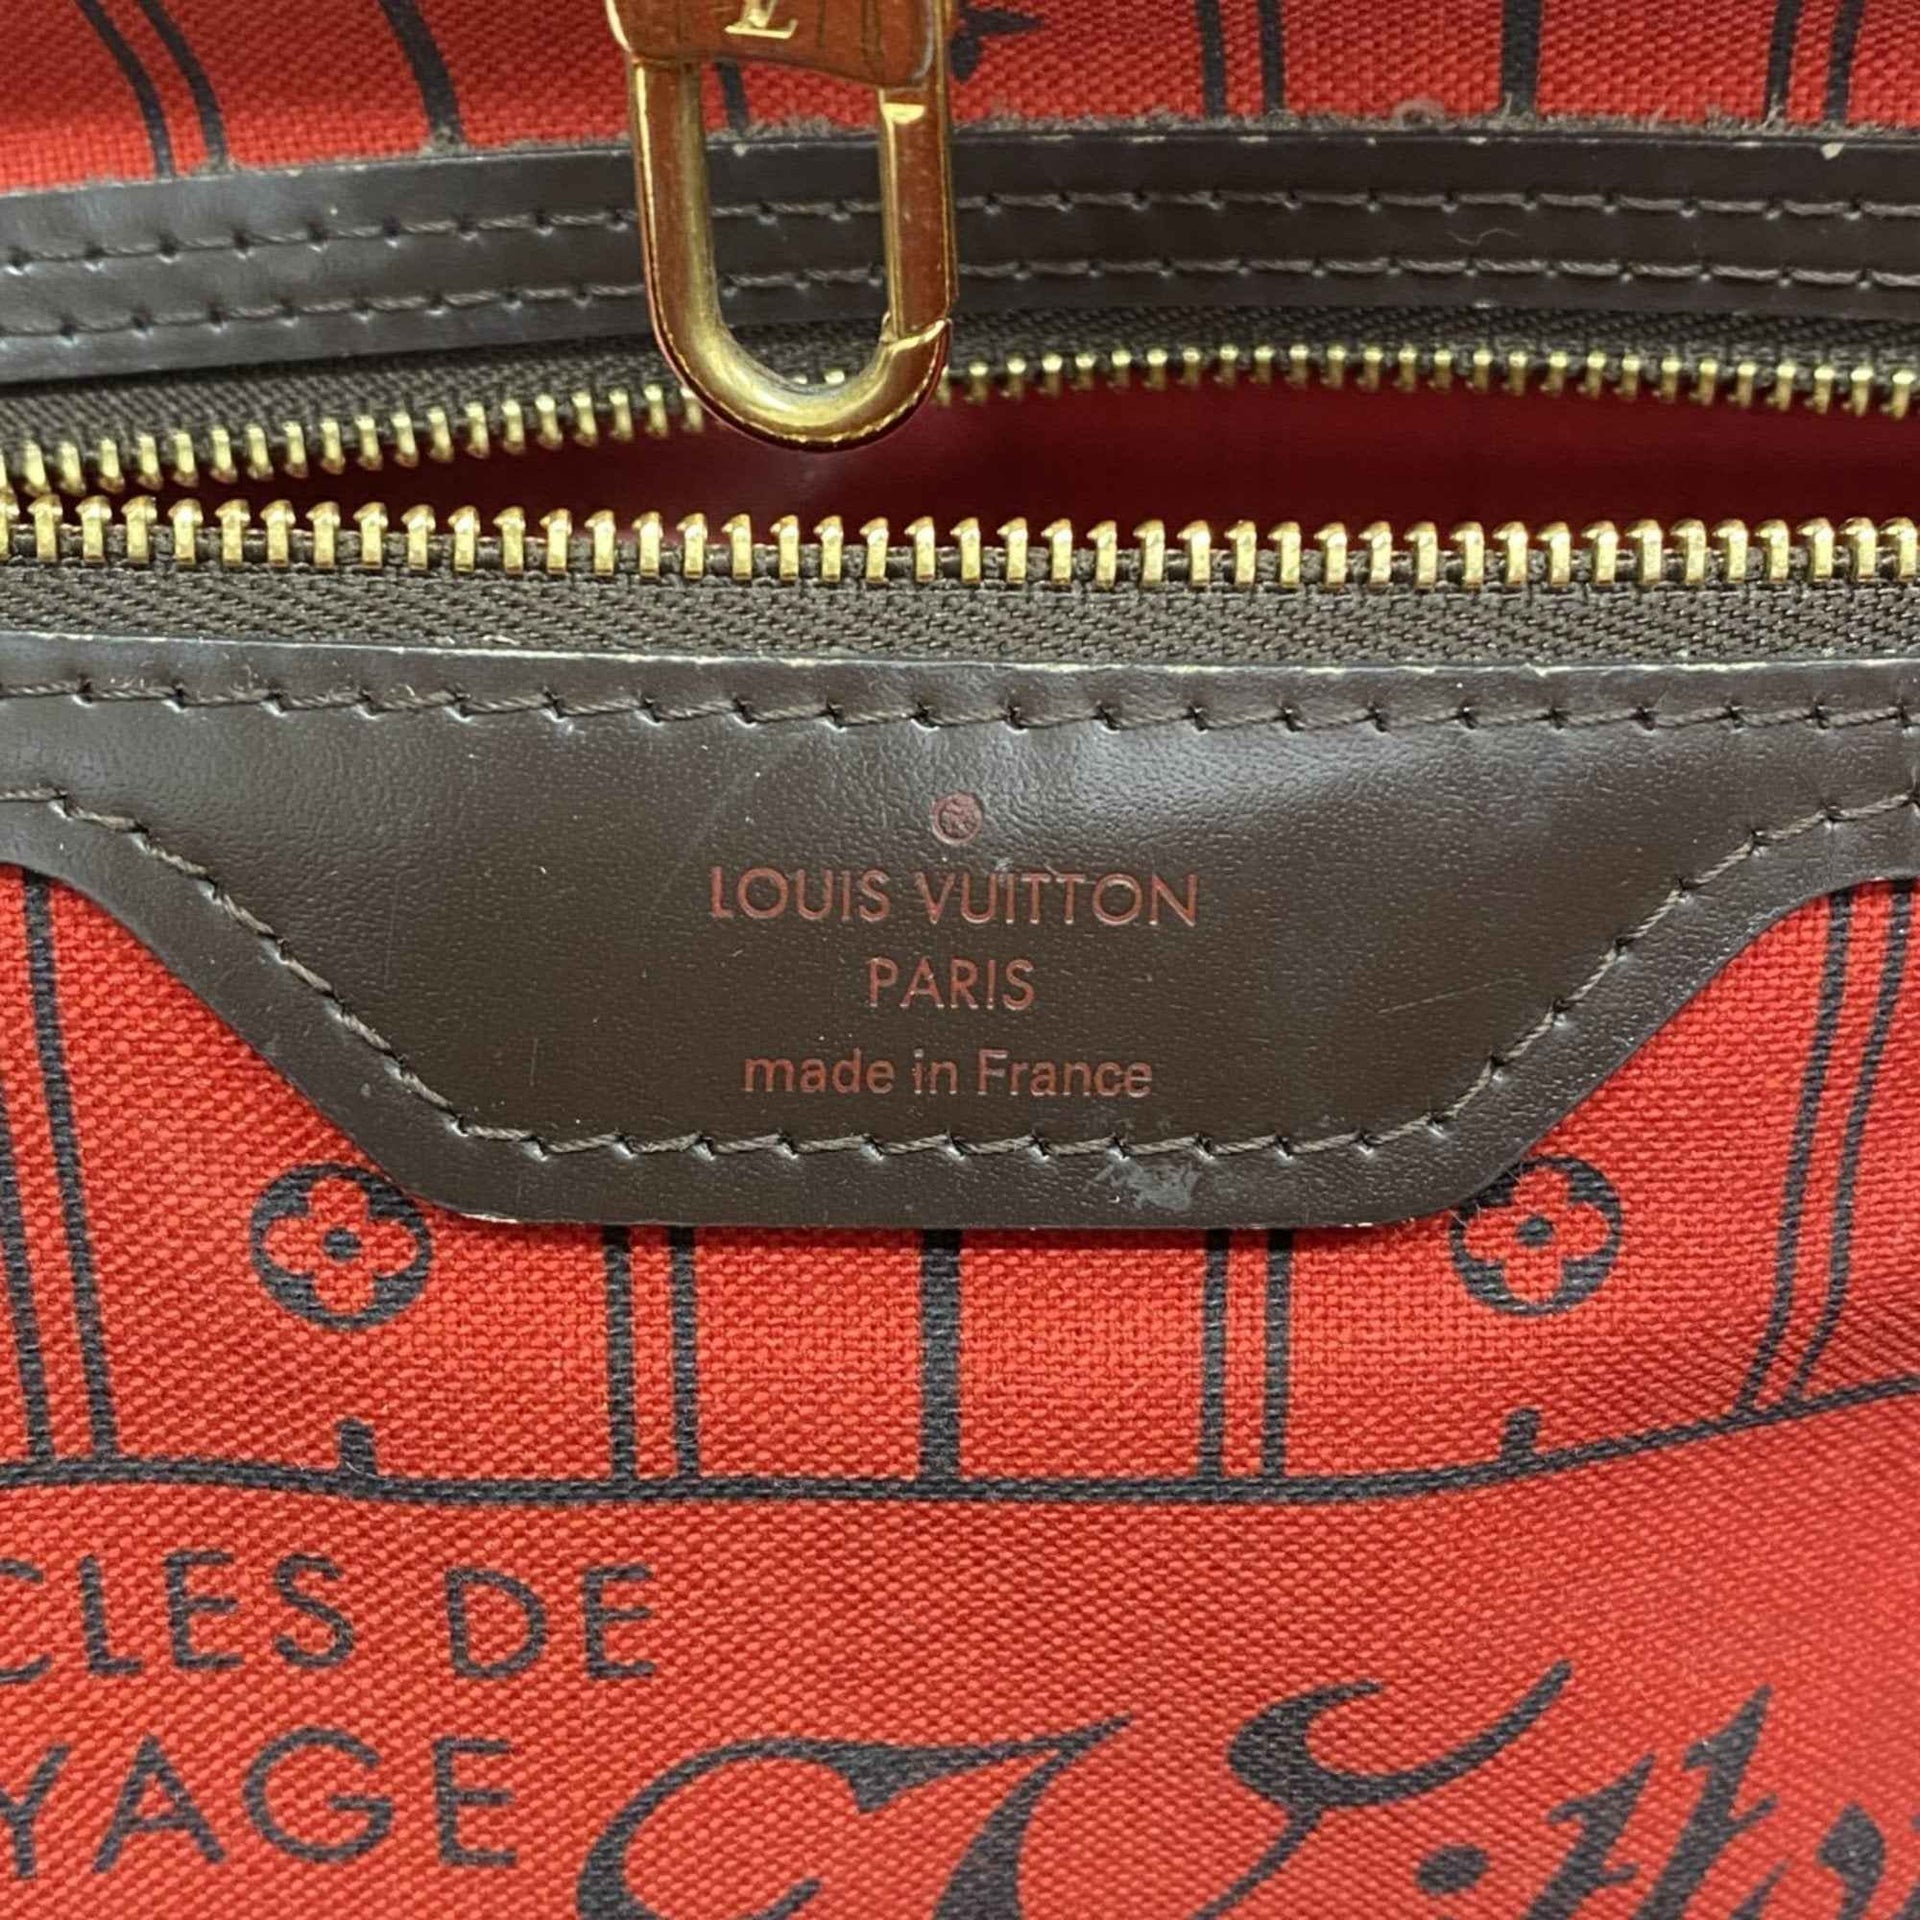 LOUIS VUITTON
PARIS
made in France
CLES DE
YAGE